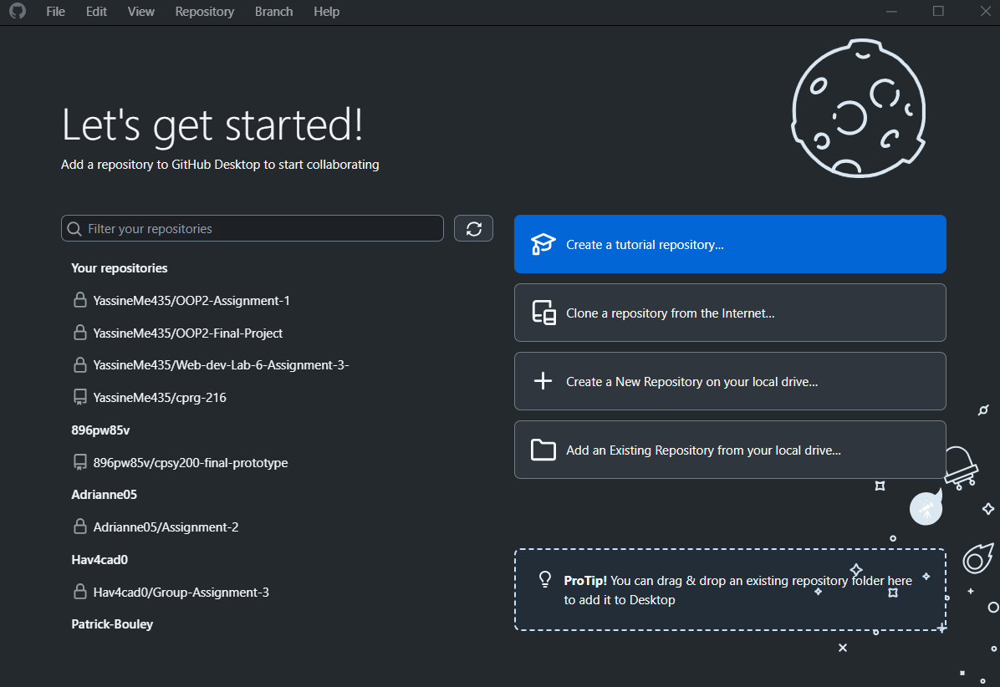 File Edit View Repository Branch Help
Let's get started!
Add a repository to GitHub Desktop to start collaborating
Filter your repositories
Your repositories
YassineMe435/OOP2-Assignment-1
YassineMe435/OOP2-Final-Project
YassineMe435/Web-dev-Lab-6-Assignment-3-
YassineMe435/cprg-216
896pw85v
896pw85v/cpsy200-final-prototype
Adrianne05
Adrianne05/Assignment-2
Hav4cad0
Hav4cad0/Group-Assignment-3
Patrick-Bouley
Create a tutorial repository...
Clone a repository from the Internet...
Create a New Repository on your local drive...
Add an Existing Repository from your local drive...
ProTip! You can drag & drop an existing repository folder here
to add it to Desktop